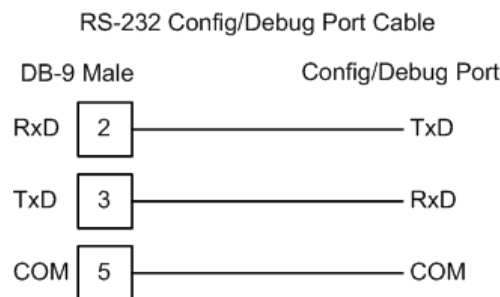 RS-232 Config/Debug Port Cable
DB-9 Male Config/Debug Port
RxD 2 TxD
TxD 3 RxD
COM 5 COM